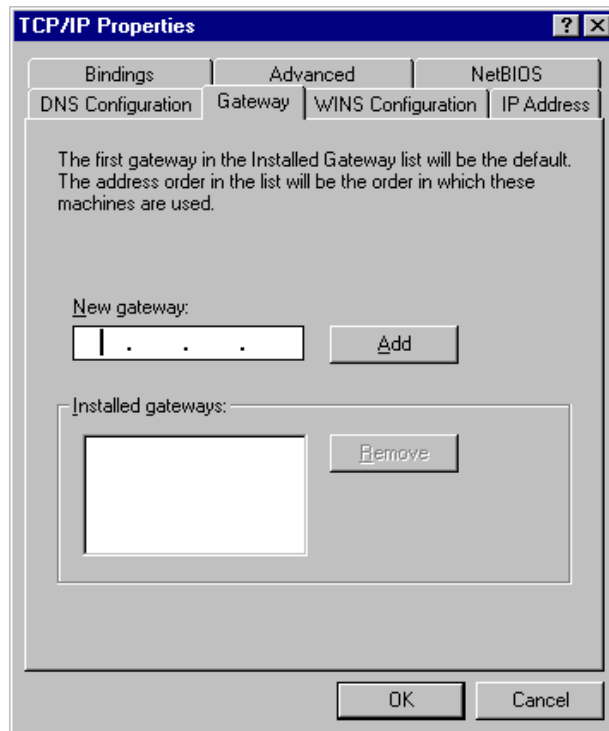 TCP/IP Properties
Bindings
Advanced
NetBIOS
DNS Configuration
Gateway
WINS Configuration
IP Address
The first gateway in the Installed Gateway list will be the default.
The address order in the list will be the order in which these
machines are used.
New gateway:
. . .
Add
Installed gateways:
Remove
OK
Cancel